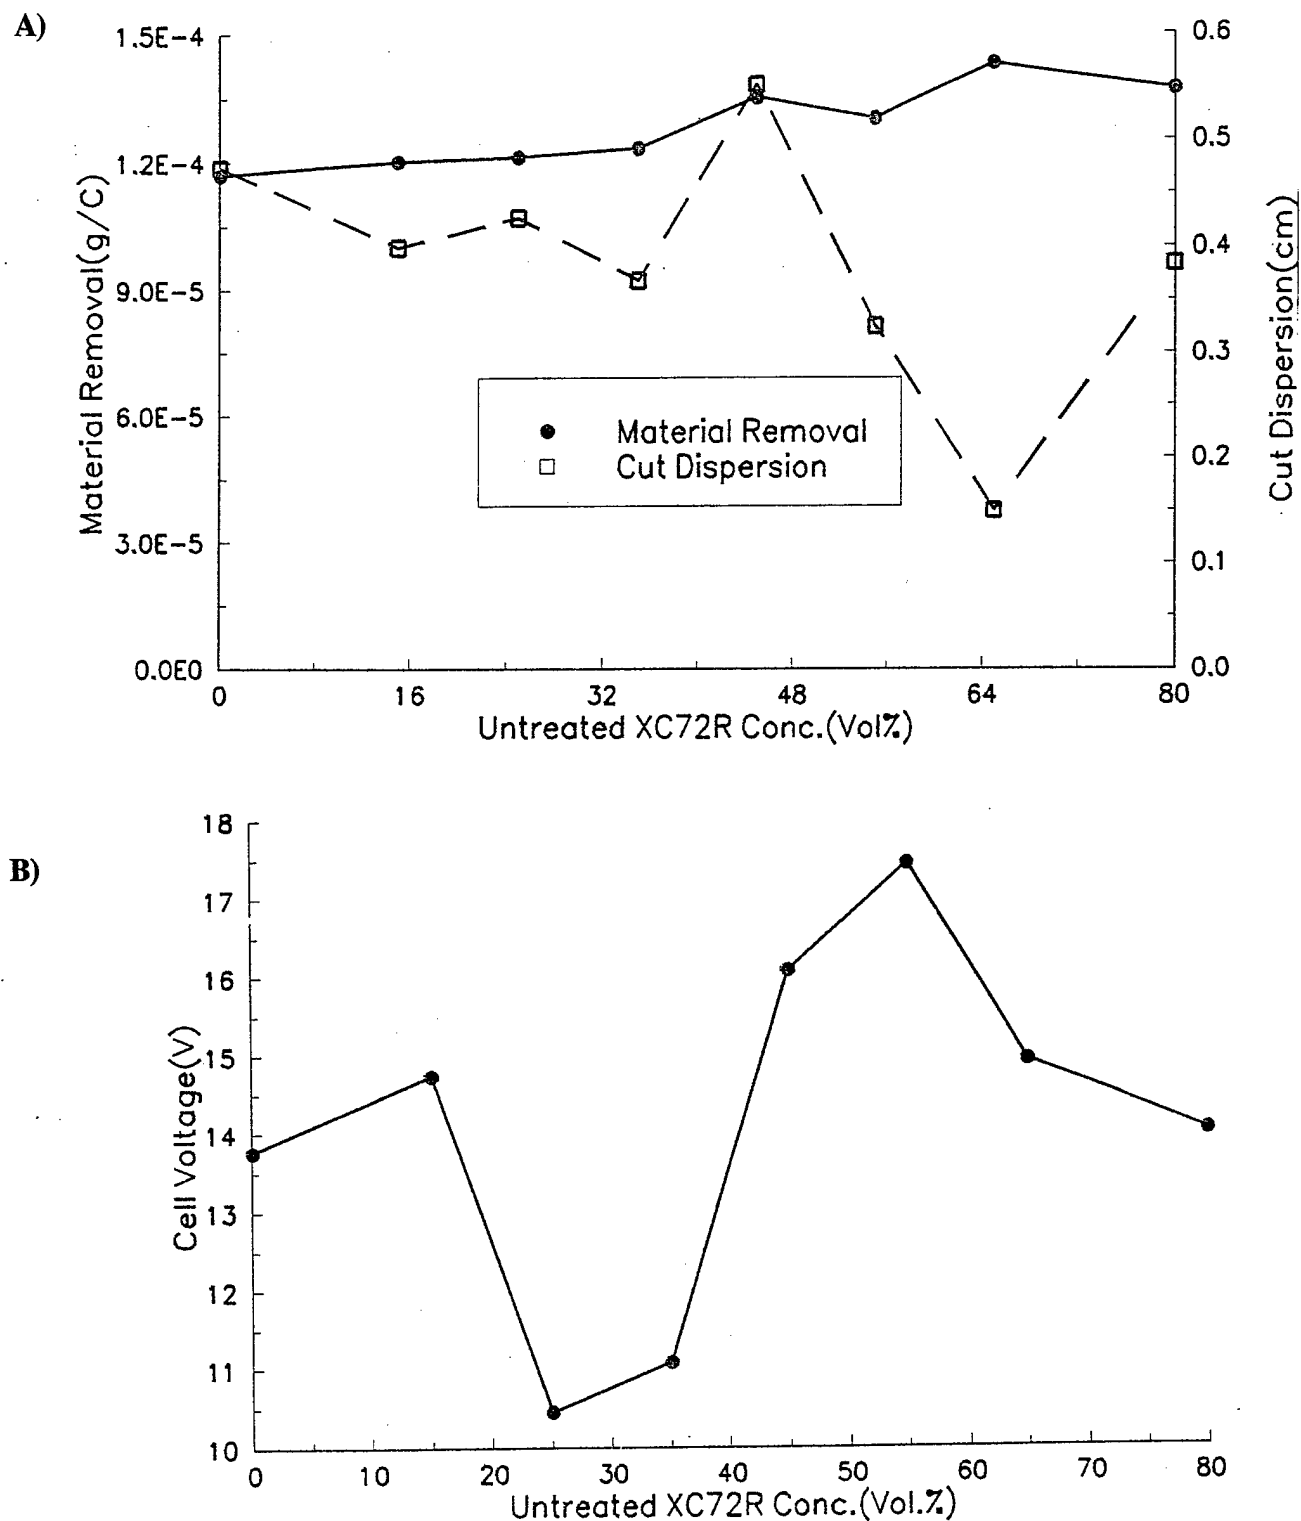 A)
1.5E-4
1.2E-4
9.0E-5
6.0E-5
3.0E-5
0.0E0
Material Removal(g/C)
0.6
0.5
0.4
0.3
0.2
0.1
0.0
Cut Dispersion(cm)
Material Removal
Cut Dispersion
0 16 32 48 64 80
Untreated XC72R Conc.(Vol%)
B)
18
17
16
15
14
13
12
11
10
Cell Voltage(V)
0 10 20 30 40 50 60 70 80
Untreated XC72R Conc.(Vol.%)